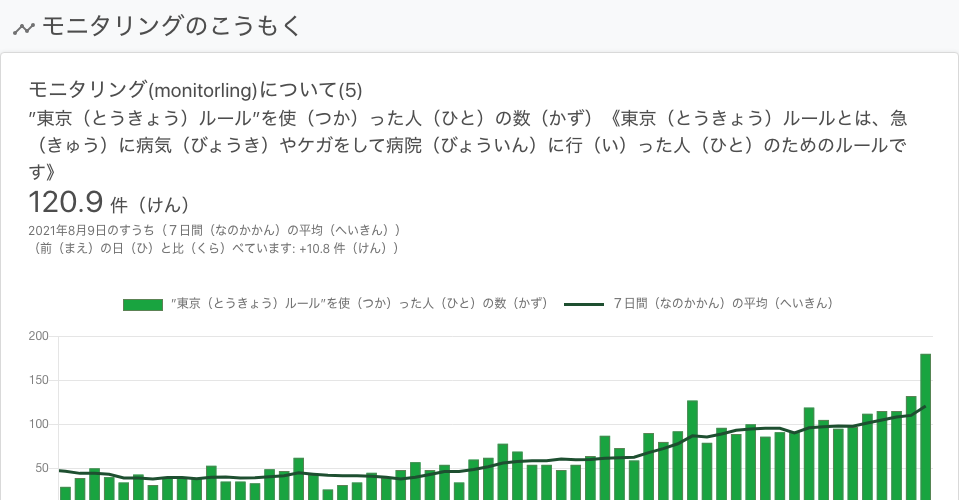 モニタリングのこうもく
モニタリング(monitorling)について(5)
"東京（とうきょう）ルール"を使（つか）った人（ひと）の数（かず）《東京（とうきょう）ルールとは、急
（きゅう）に病気（びょうき）やケガをして病院（びょういん）に行（い）った人（ひと）のためのルールで
す》
120.9 件（けん）
2021年8月9日のすうち（７日間（なのかかん）の平均（へいきん））
（前（まえ）の日（ひ）と比（くら）べています: +10.8 件（けん））
"東京（とうきょう）ルール"を使（つか）った人（ひと）の数（かず） ７日間（なのかかん）の平均（へいきん）
200
150
100
50